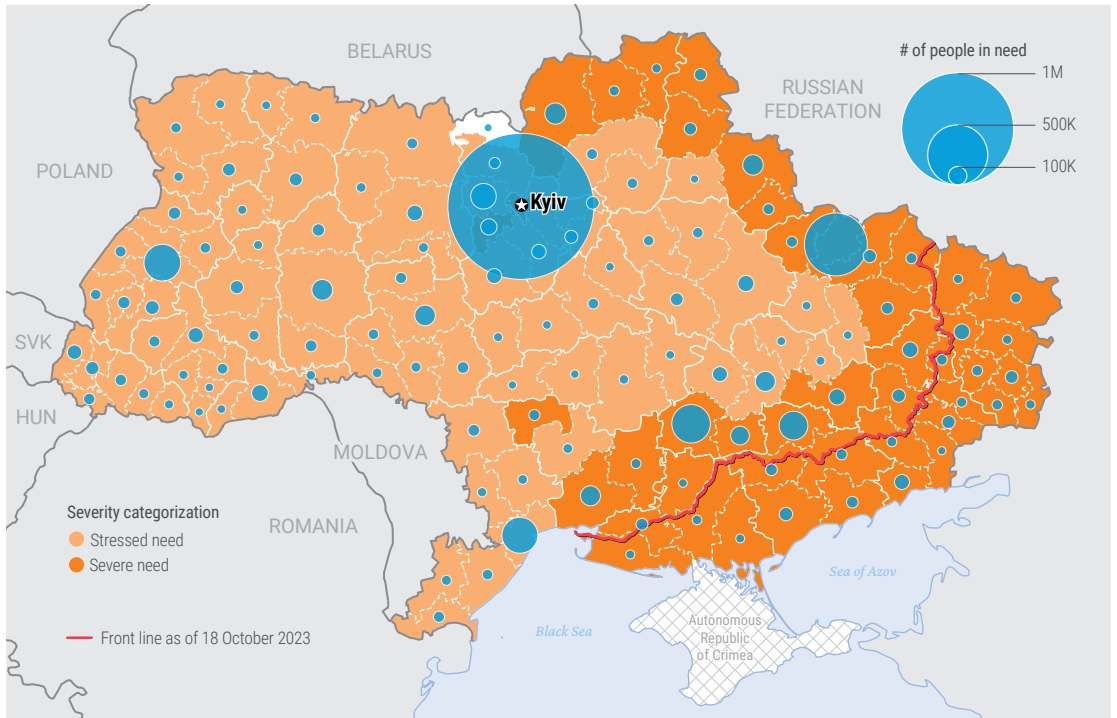 BELARUS
# of people in need
1M
500K
100K
RUSSIAN
FEDERATION
POLAND
Kyiv
SVK
HUN
MOLDOVA
ROMANIA
Severity categorization
Stressed need
Severe need
Front line as of 18 October 2023
Black Sea
Sea of Azov
Autonomous
Republic
of Crimea